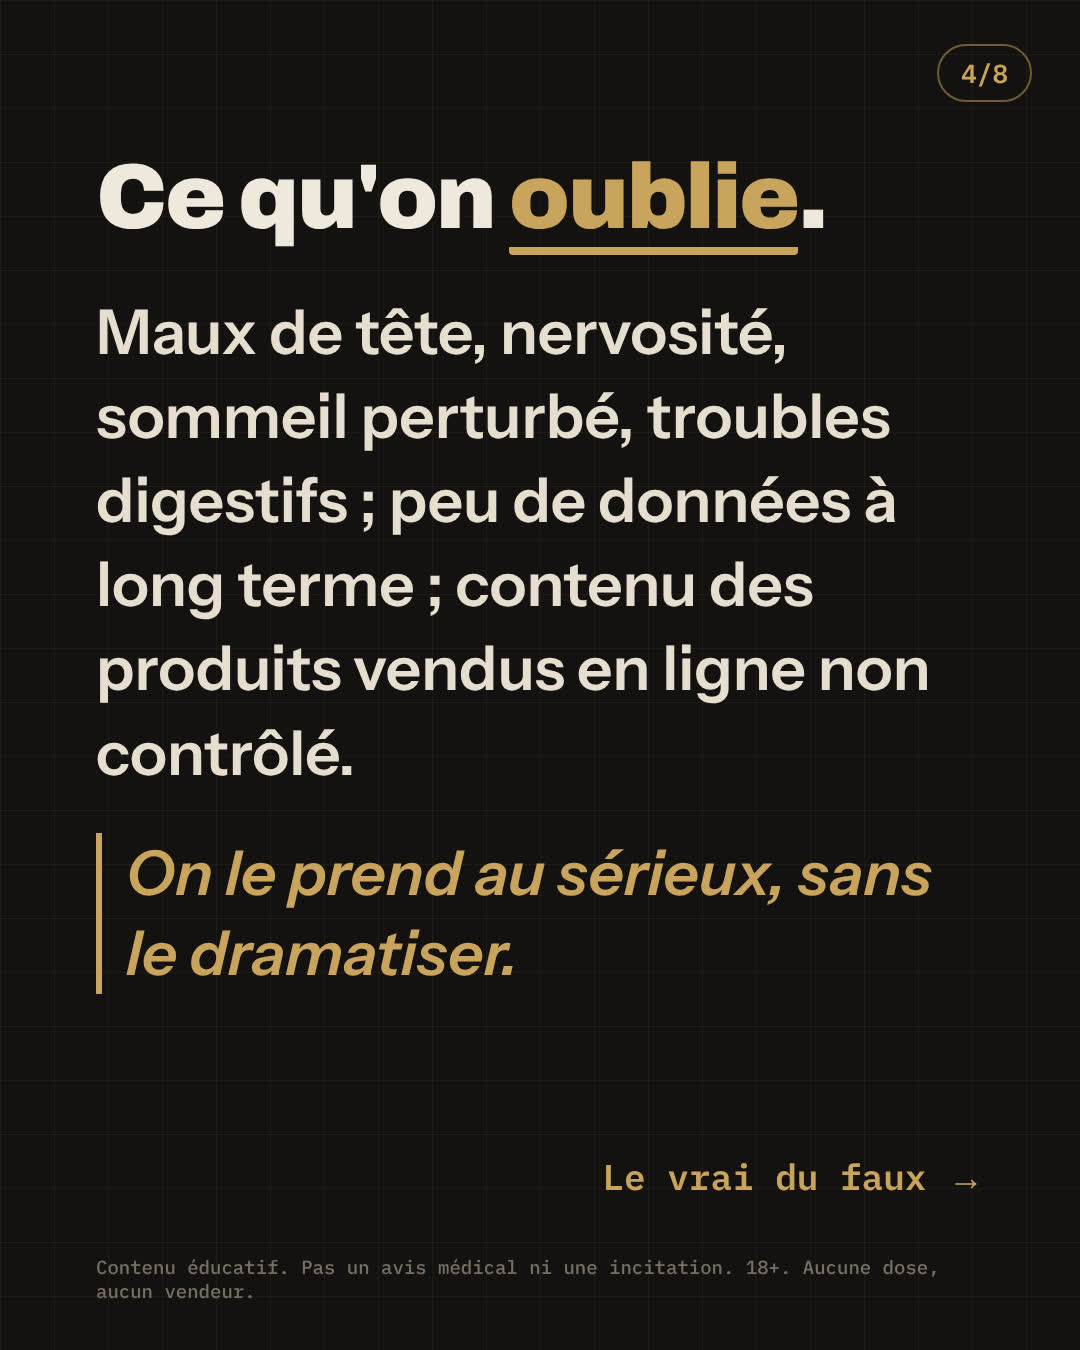 4/8
Ce qu'on oublie.
Maux de tête, nervosité,
sommeil perturbé, troubles
digestifs ; peu de données à
long terme ; contenu des
produits vendus en ligne non
contrôlé.
On le prend au sérieux, sans
le dramatiser.
Le vrai du faux →
Contenu éducatif. Pas un avis médical ni une incitation. 18+. Aucune dose,
aucun vendeur.